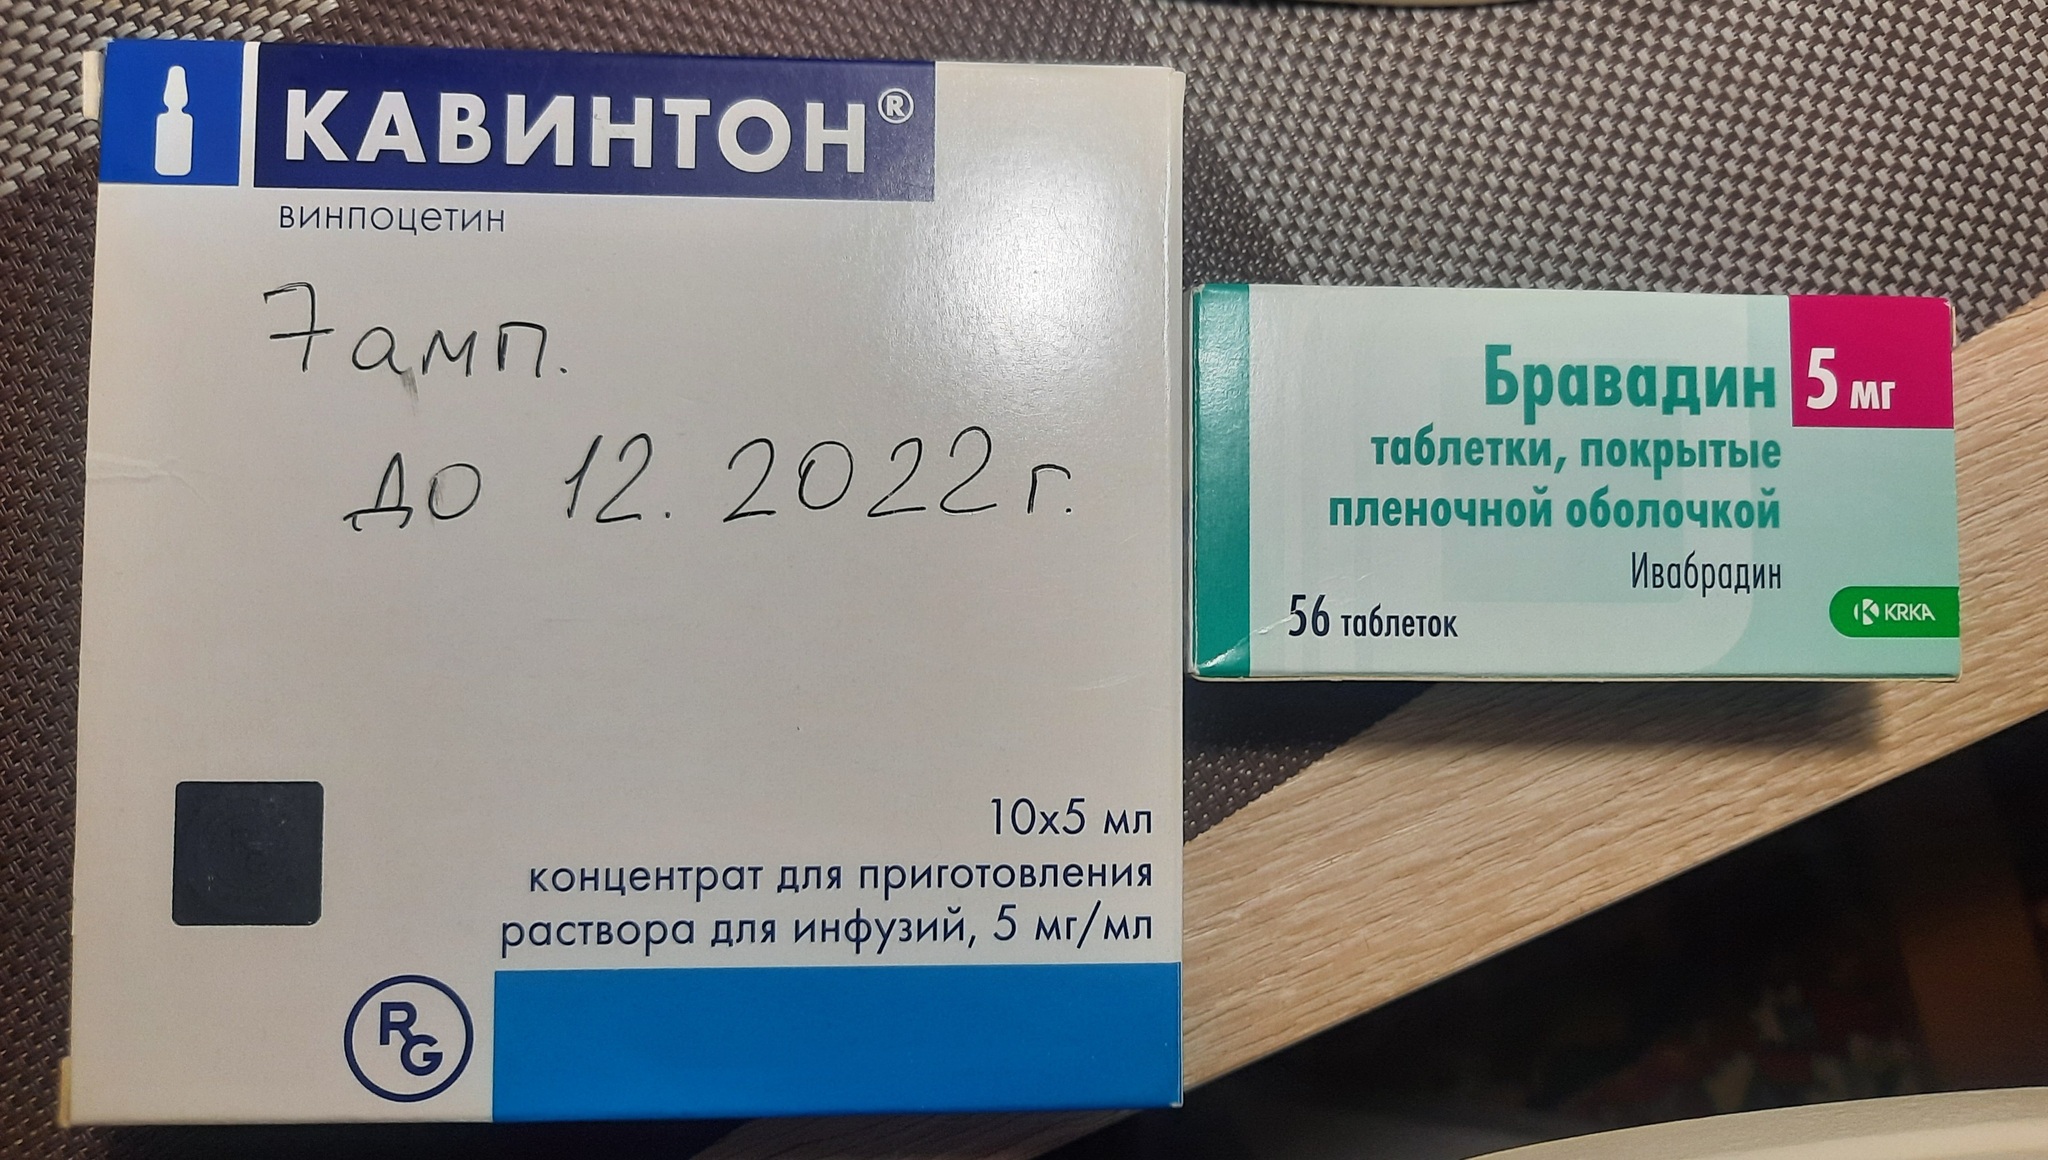 КАВИНТОН®
винпоцетин
7 амп.
до 12. 2022 г.
10x5 мл
концентрат для приготовления
раствора для инфузий, 5 мг/мл
RG
Бравадин 5 мг
таблетки, покрытые
пленочной оболочкой
Ивабрадин
56 таблеток
KRKA